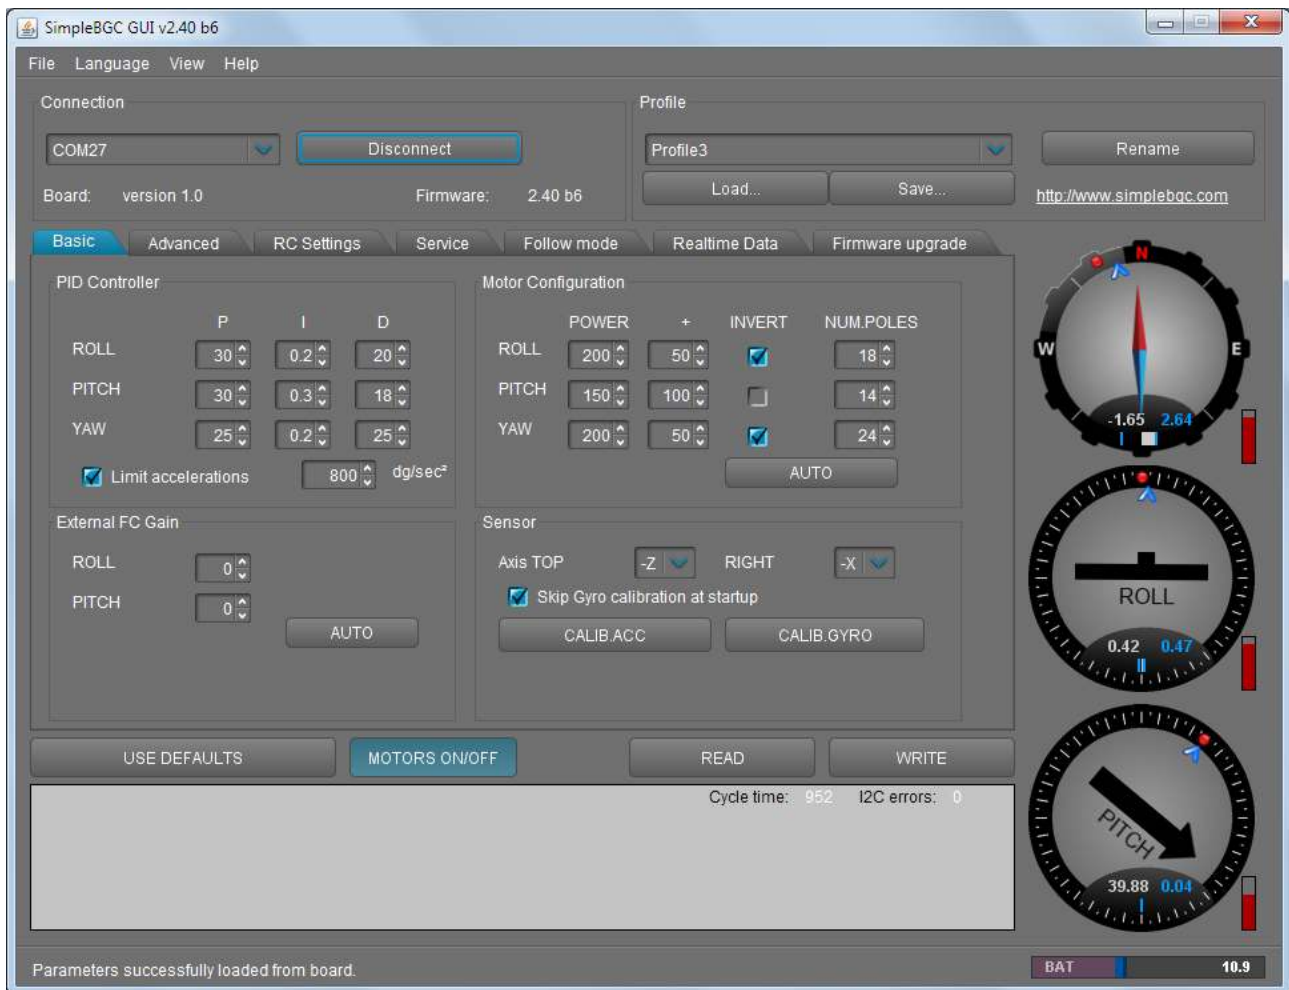 SimpleBGC GUI v2.40 b6
File Language View Help
Connection
COM27 Disconnect
Board: version 1.0 Firmware: 2.40 b6
Profile
Profile3 Rename
Load... Save... http://www.simplebgc.com
Basic Advanced RC Settings Service Follow mode Realtime Data Firmware upgrade
PID Controller
P I D
ROLL 30 0.2 20
PITCH 30 0.3 18
YAW 25 0.2 25
Limit accelerations 800 dg/sec²
Motor Configuration
POWER + INVERT NUM.POLES
ROLL 200 50 18
PITCH 150 100 14
YAW 200 50 24
AUTO
External FC Gain
ROLL 0
PITCH 0
AUTO
Sensor
Axis TOP -Z RIGHT -X
Skip Gyro calibration at startup
CALIB.ACC CALIB.GYRO
N
W E
-1.65 2.64
ROLL
0.42 0.47
PITCH
39.88 0.04
USE DEFAULTS MOTORS ON/OFF READ WRITE
Cycle time: 952 I2C errors: 0
Parameters successfully loaded from board.
BAT 10.9